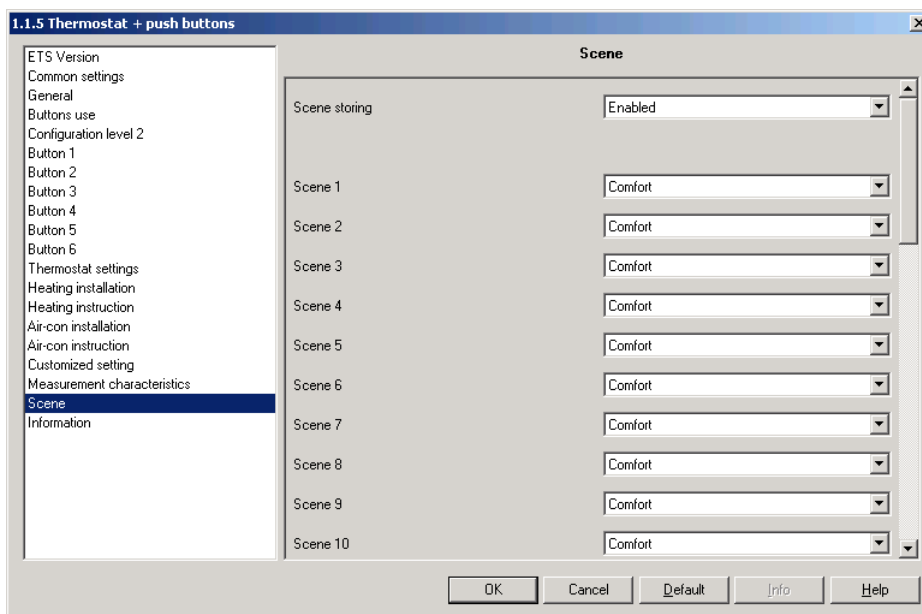 1.1.5 Thermostat + push buttons
ETS Version
Common settings
General
Buttons use
Configuration level 2
Button 1
Button 2
Button 3
Button 4
Button 5
Button 6
Thermostat settings
Heating installation
Heating instruction
Air-con installation
Air-con instruction
Customized setting
Measurement characteristics
Scene
Information
Scene
Scene storing Enabled
Scene 1 Comfort
Scene 2 Comfort
Scene 3 Comfort
Scene 4 Comfort
Scene 5 Comfort
Scene 6 Comfort
Scene 7 Comfort
Scene 8 Comfort
Scene 9 Comfort
Scene 10 Comfort
OK Cancel Default Info Help